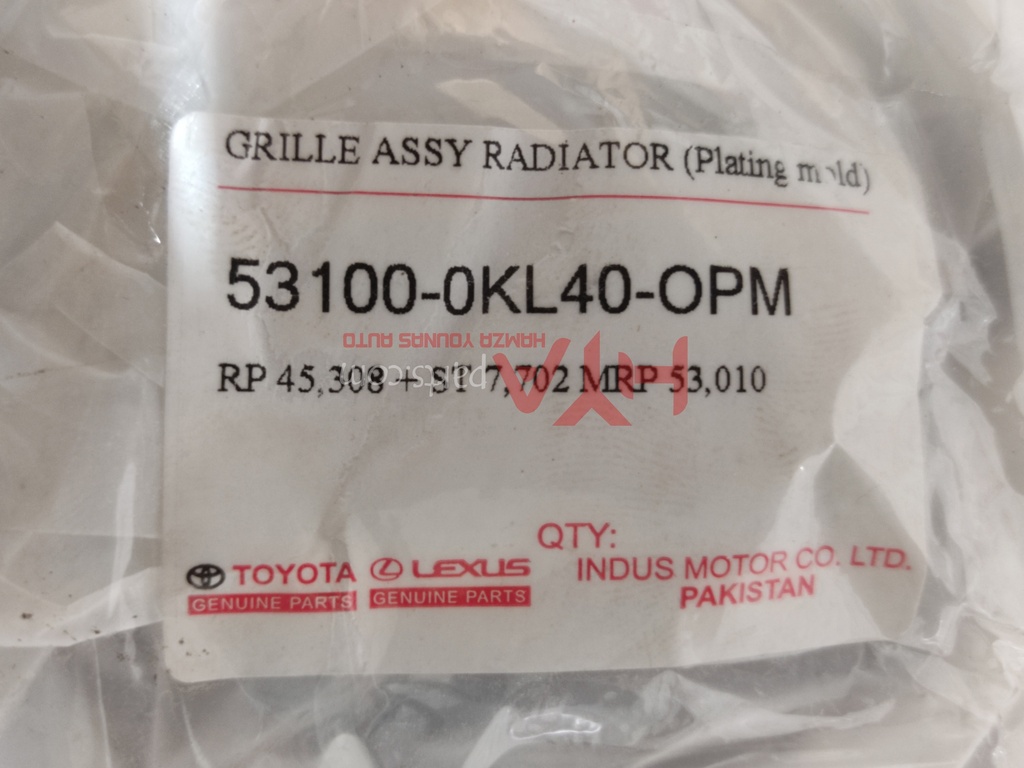 GRILLE ASSY RADIATOR (Plating mold)
53100-0KL40-OPM
HAMZA YOUNAS AUTO
HYA
RP 45,308 + ST 7,702 MRP 53,010
QTY:
TOYOTA
GENUINE PARTS
LEXUS
GENUINE PARTS
INDUS MOTOR CO. LTD.
PAKISTAN